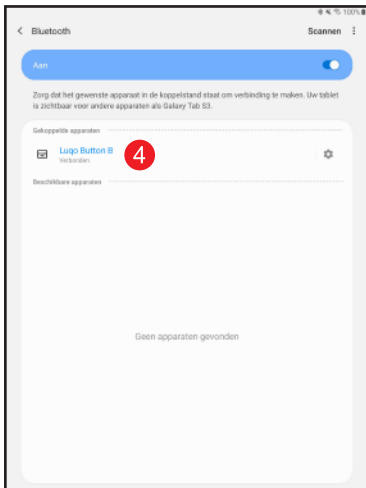 100%
Bluetooth
Scannen
Aan
Zorg dat het gewenste apparaat in de koppelstand staat om verbinding te maken. Uw tablet
is zichtbaar voor andere apparaten als Galaxy Tab S3.
Gekoppelde apparaten
Luqo Button B
Verbonden
4
Beschikbare apparaten
Geen apparaten gevonden